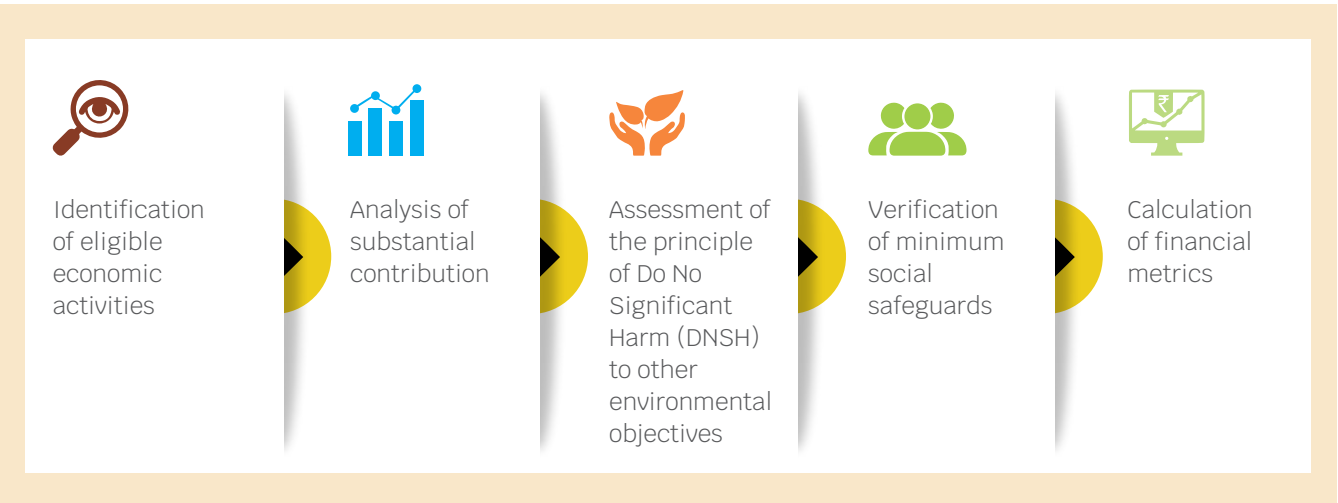 ₹
Identification
of eligible
economic
activities
Analysis of
substantial
contribution
Assessment of
the principle
of Do No
Significant
Harm (DNSH)
to other
environmental
objectives
Verification
of minimum
social
safeguards
Calculation
of financial
metrics